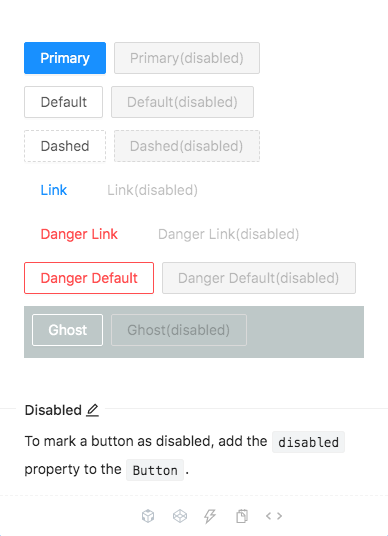 Primary Primary(disabled)
Default Default(disabled)
Dashed Dashed(disabled)
Link Link(disabled)
Danger Link Danger Link(disabled)
Danger Default Danger Default(disabled)
Ghost Ghost(disabled)
Disabled
To mark a button as disabled, add the disabled
property to the Button.